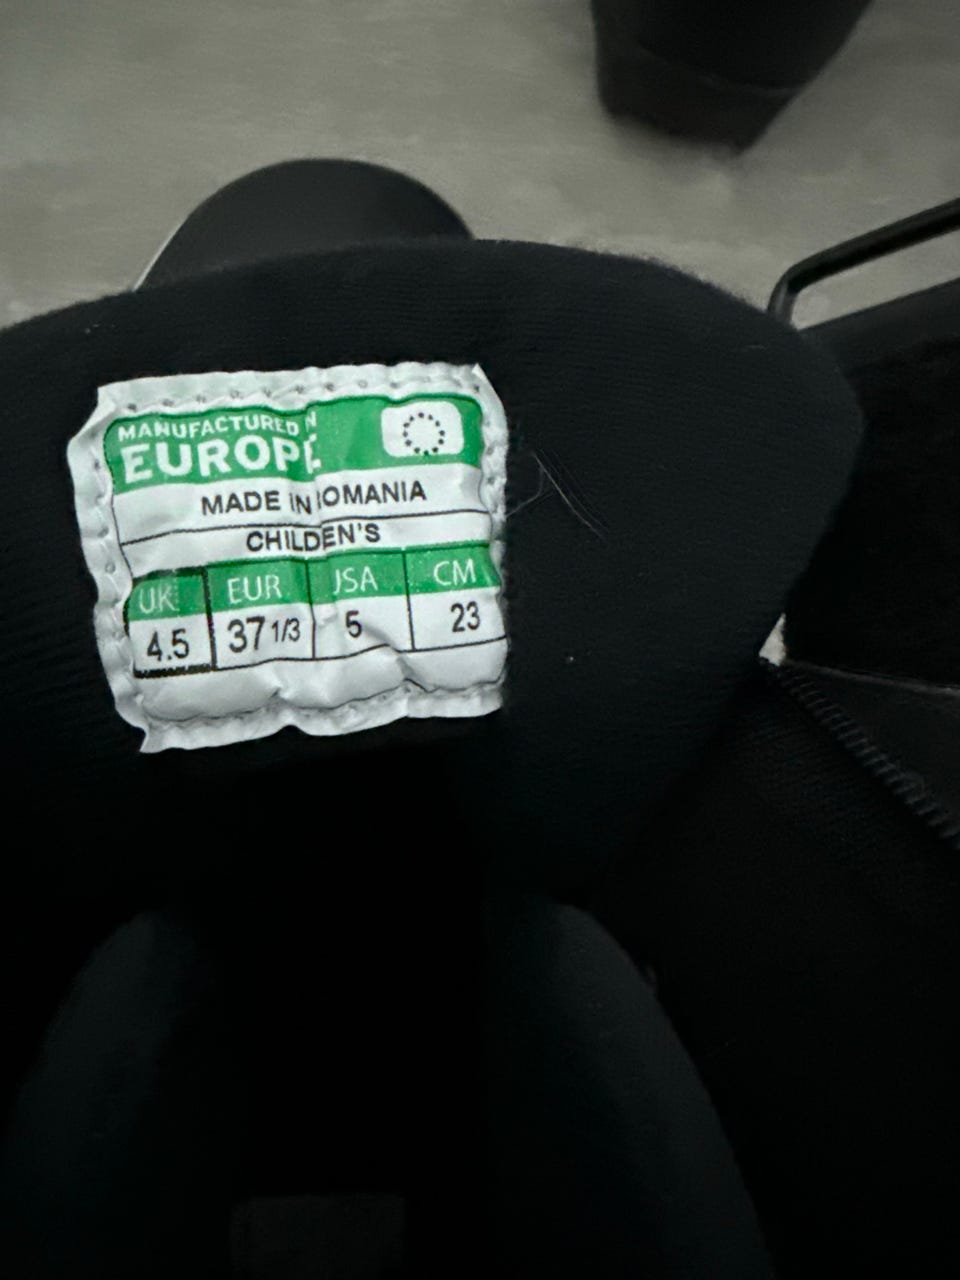 MANUFACTURED IN
EUROPE
MADE IN ROMANIA
CHILDEN'S
UK EUR USA CM
4.5 37 1/3 5 23